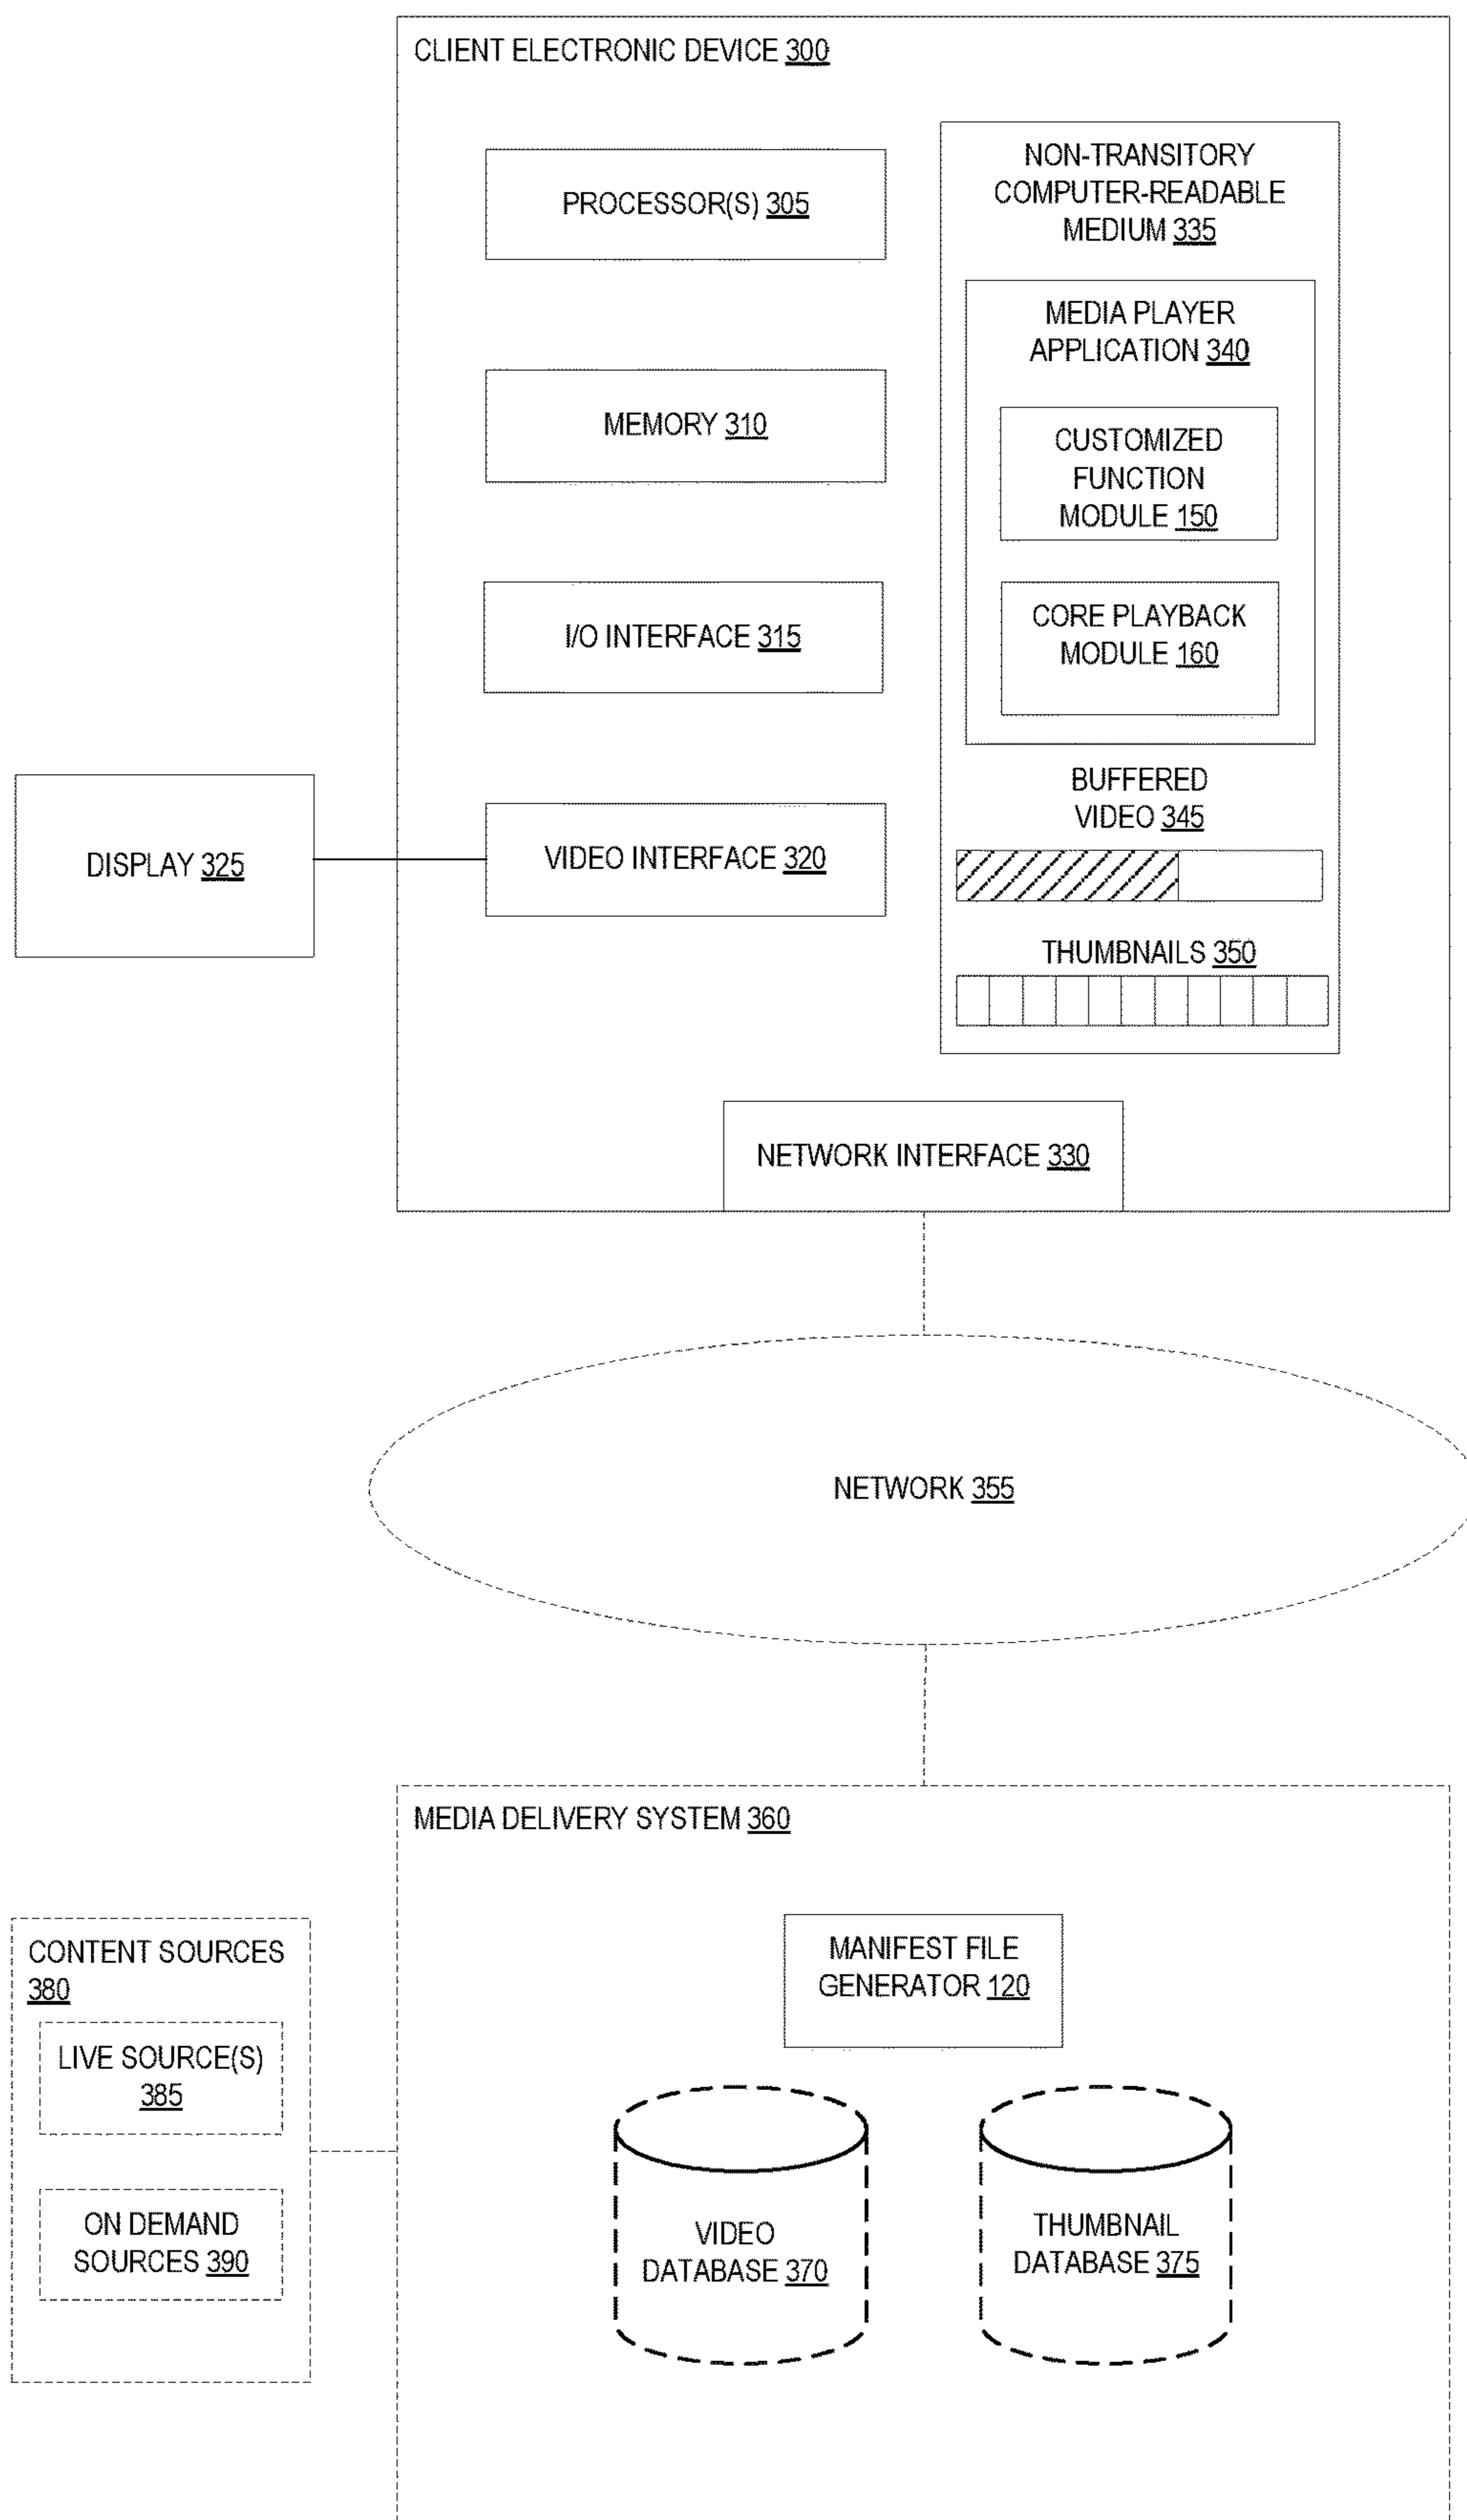 CLIENT ELECTRONIC DEVICE 300
PROCESSOR(S) 305
MEMORY 310
I/O INTERFACE 315
VIDEO INTERFACE 320
DISPLAY 325
NON-TRANSITORY
COMPUTER-READABLE
MEDIUM 335
MEDIA PLAYER
APPLICATION 340
CUSTOMIZED
FUNCTION
MODULE 150
CORE PLAYBACK
MODULE 160
BUFFERED
VIDEO 345
THUMBNAILS 350
NETWORK INTERFACE 330
NETWORK 355
MEDIA DELIVERY SYSTEM 360
MANIFEST FILE
GENERATOR 120
CONTENT SOURCES
380
LIVE SOURCE(S)
385
ON DEMAND
SOURCES 390
VIDEO
DATABASE 370
THUMBNAIL
DATABASE 375